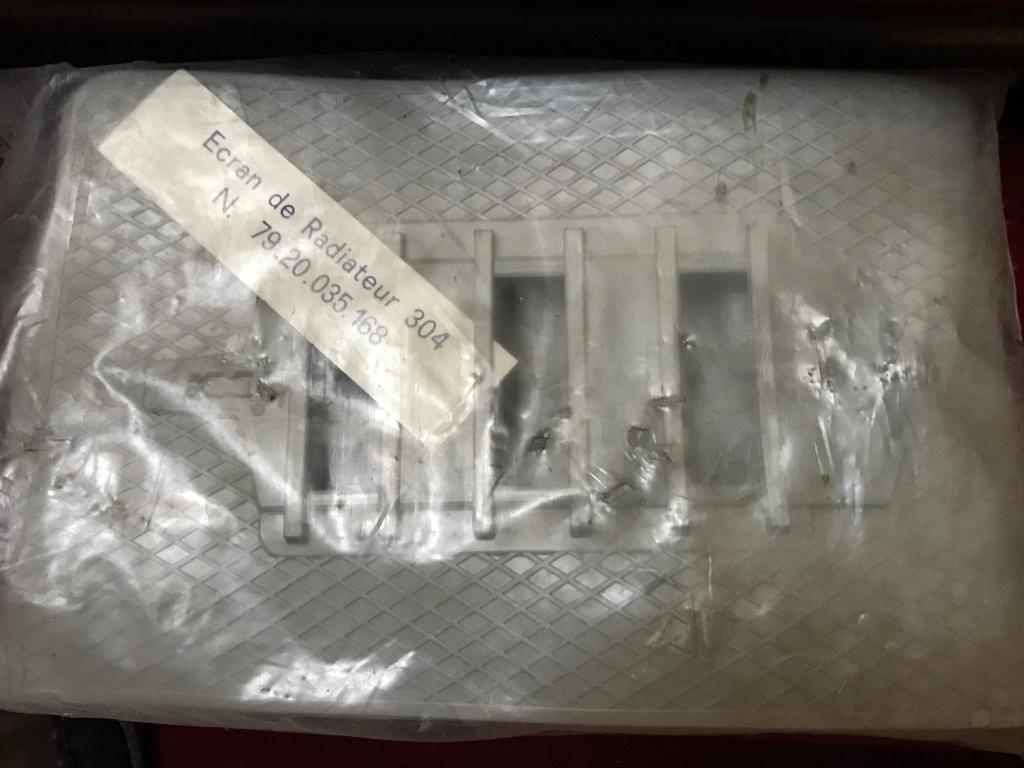 Ecran de Radiateur 304
N. 79.20.035.168